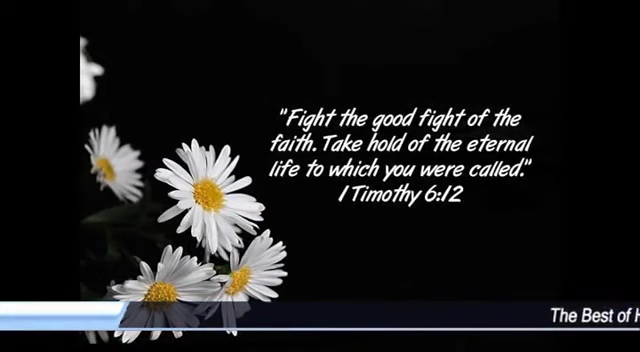 "Fight the good fight of the
faith. Take hold of the eternal
life to which you were called."
1 Timothy 6:12
The Best of